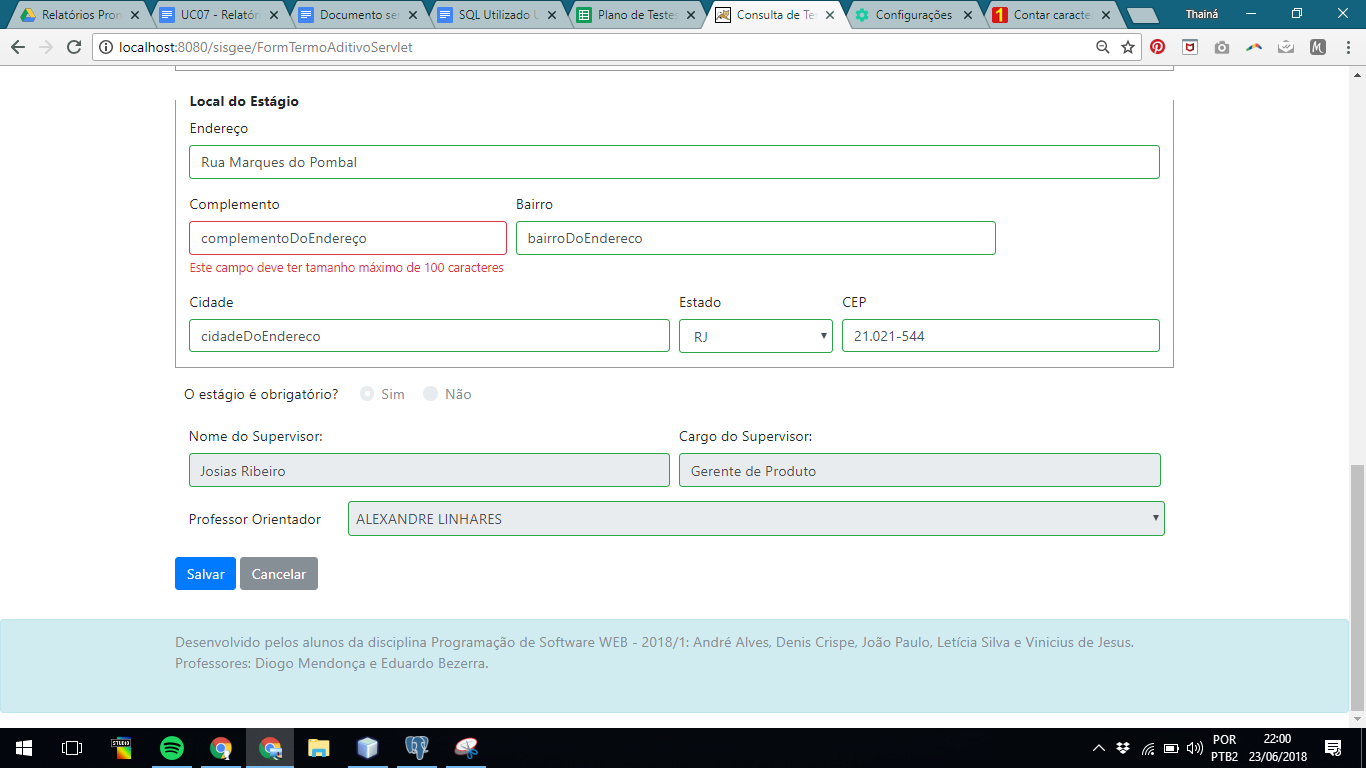 Relatórios Pron
UC07 - Relatóri
Documento se
SQL Utilizado U
Plano de Testes
Consulta de Te
Configurações
1 Contar caracte
Thainá
localhost:8080/sisgee/FormTermoAditivoServlet
Local do Estágio
Endereço
Rua Marques do Pombal
Complemento Bairro
complementoDoEndereço bairroDoEndereco
Este campo deve ter tamanho máximo de 100 caracteres
Cidade Estado CEP
cidadeDoEndereco RJ 21.021-544
O estágio é obrigatório? Sim Não
Nome do Supervisor: Cargo do Supervisor:
Josias Ribeiro Gerente de Produto
Professor Orientador ALEXANDRE LINHARES
Salvar Cancelar
Desenvolvido pelos alunos da disciplina Programação de Software WEB - 2018/1: André Alves, Denis Crispe, João Paulo, Letícia Silva e Vinicius de Jesus.
Professores: Diogo Mendonça e Eduardo Bezerra.
STUDIO
POR
PTB2
22:00
23/06/2018